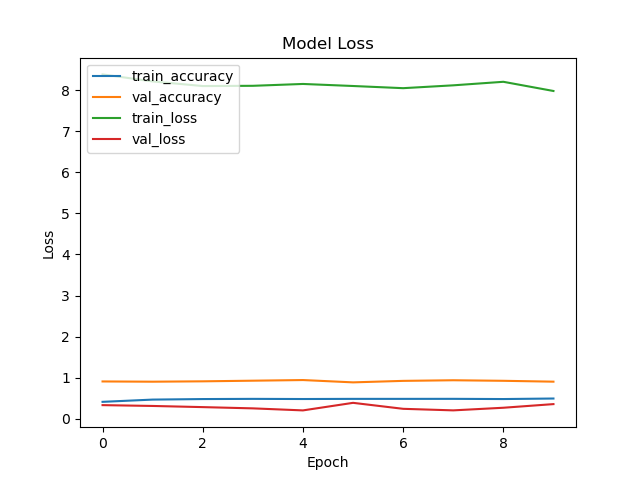 Model Loss
train_accuracy
val_accuracy
train_loss
val_loss
8
7
6
5
4
3
2
1
0
Loss
0 2 4 6 8
Epoch